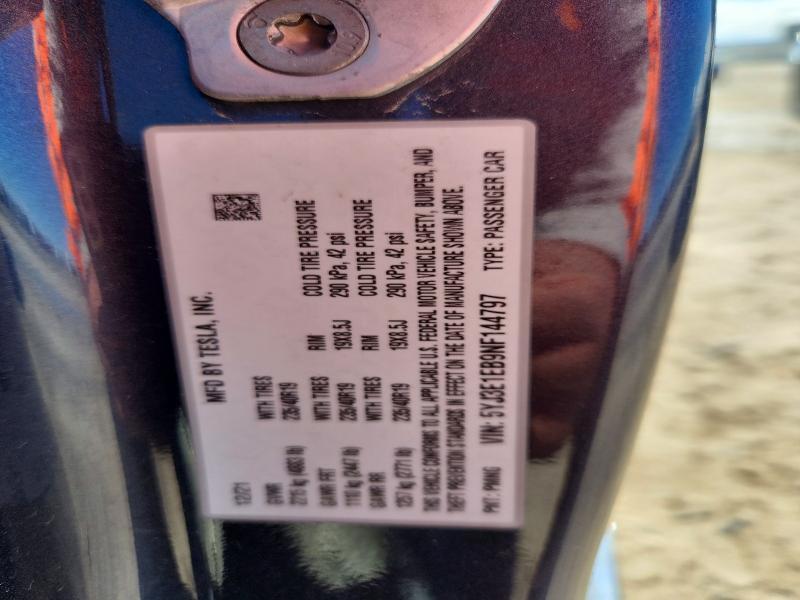 MFD BY TESLA, INC.
12/21
GVWR WITH TIRES
2215 kg (4883 lb) 235/40R19
GAWR FRT WITH TIRES RIM COLD TIRE PRESSURE
1110 kg (2447 lb) 235/40R19 19X8.5J 290 kPa, 42 psi
GAWR RR WITH TIRES RIM COLD TIRE PRESSURE
1257 kg (2771 lb) 235/40R19 19X8.5J 290 kPa, 42 psi
THIS VEHICLE CONFORMS TO ALL APPLICABLE U.S. FEDERAL MOTOR VEHICLE SAFETY, BUMPER, AND
THEFT PREVENTION STANDARDS IN EFFECT ON THE DATE OF MANUFACTURE SHOWN ABOVE.
PNT: PMNG VIN: 5YJ3E1EB9NF144797 TYPE: PASSENGER CAR